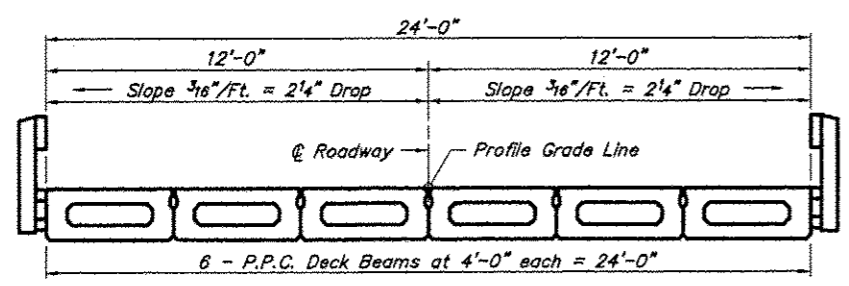 24'-0"
12'-0" 12'-0"
Slope 3/16"/Ft. = 2 1/4" Drop Slope 3/16"/Ft. = 2 1/4" Drop
℄ Roadway Profile Grade Line
6 - P.P.C. Deck Beams at 4'-0" each = 24'-0"